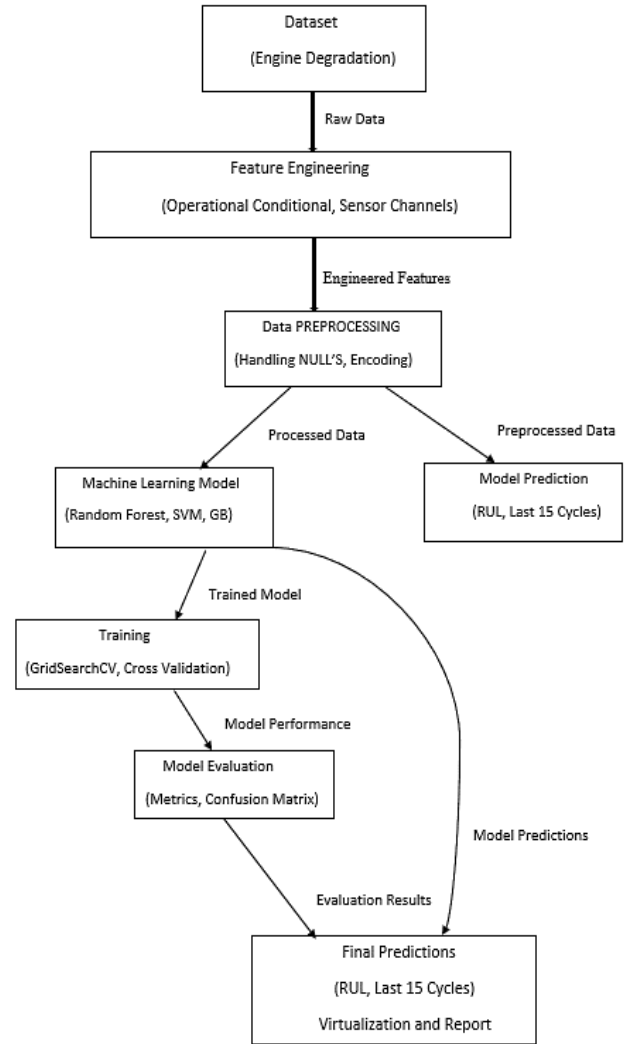 Dataset
(Engine Degradation)
Raw Data
Feature Engineering
(Operational Conditional, Sensor Channels)
Engineered Features
Data PREPROCESSING
(Handling NULL'S, Encoding)
Processed Data
Preprocessed Data
Machine Learning Model
(Random Forest, SVM, GB)
Model Prediction
(RUL, Last 15 Cycles)
Trained Model
Training
(GridSearchCV, Cross Validation)
Model Performance
Model Evaluation
(Metrics, Confusion Matrix)
Model Predictions
Evaluation Results
Final Predictions
(RUL, Last 15 Cycles)
Virtualization and Report